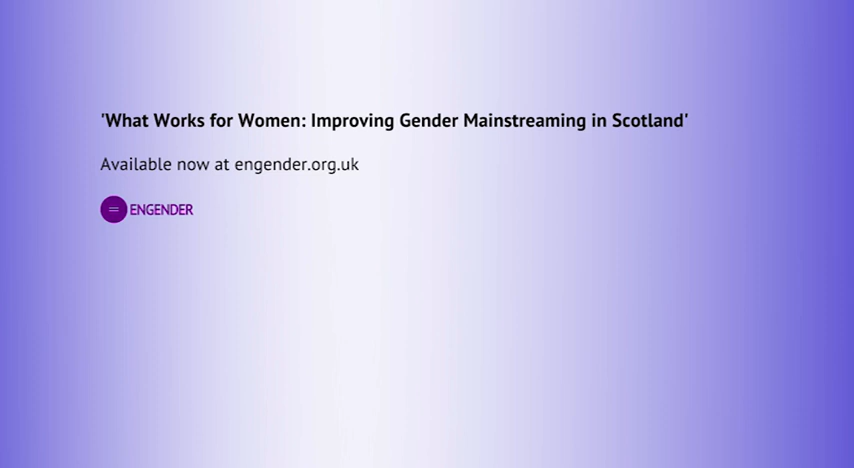 'What Works for Women: Improving Gender Mainstreaming in Scotland'
Available now at engender.org.uk
= ENGENDER